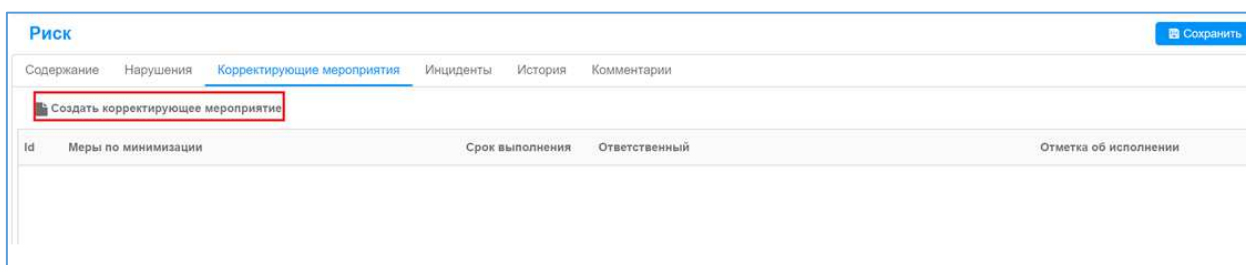 Риск
Сохранить
Содержание Нарушения Корректирующие мероприятия Инциденты История Комментарии
Создать корректирующее мероприятие
Id Меры по минимизации Срок выполнения Ответственный Отметка об исполнении